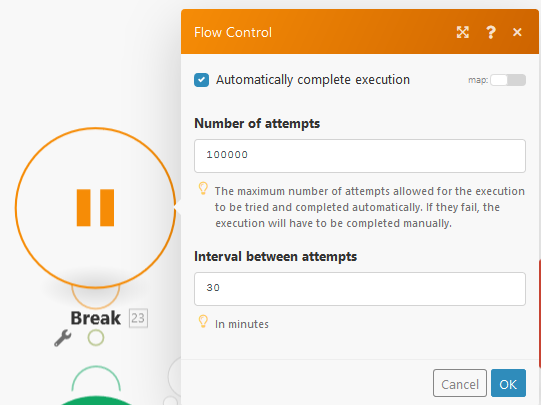 Flow Control
?
Automatically complete execution
map:
Number of attempts
100000
The maximum number of attempts allowed for the execution
to be tried and completed automatically. If they fail, the
execution will have to be completed manually.
Interval between attempts
30
In minutes
Break 23
Cancel
OK